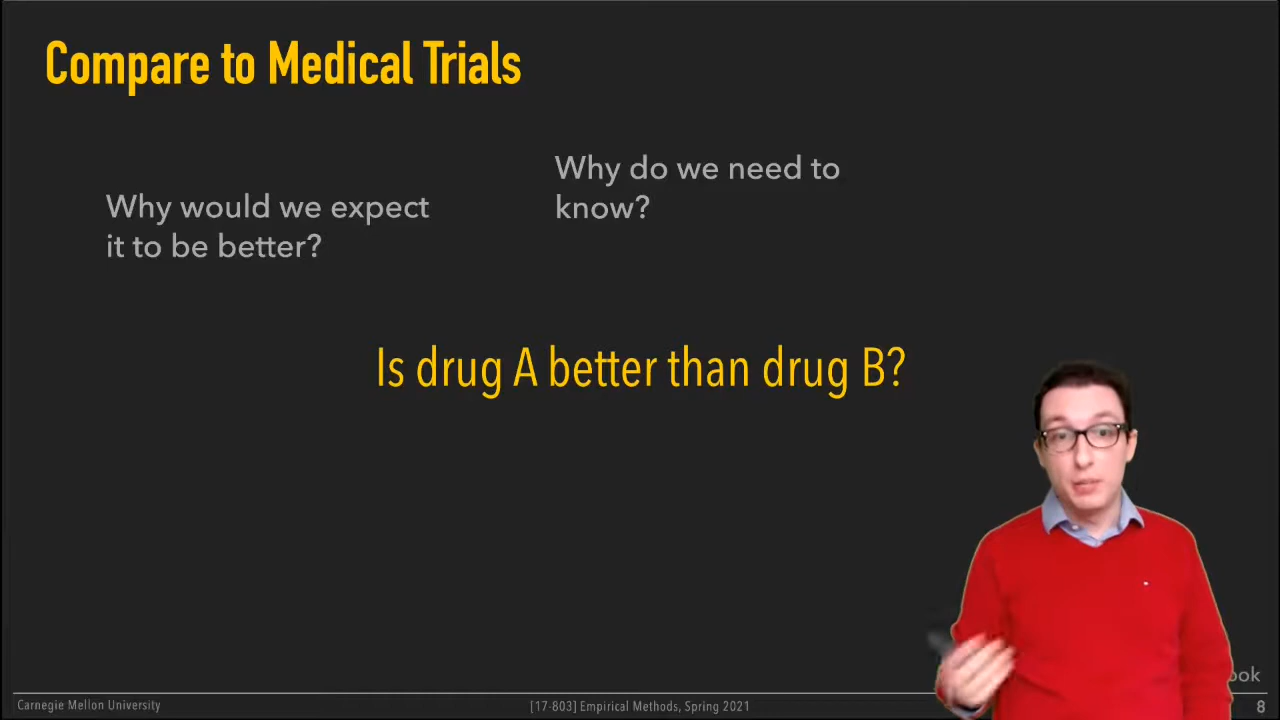 Compare to Medical Trials
Why do we need to
know?
Why would we expect
it to be better?
Is drug A better than drug B?
Carnegie Mellon University
[17-803] Empirical Methods, Spring 2021
8